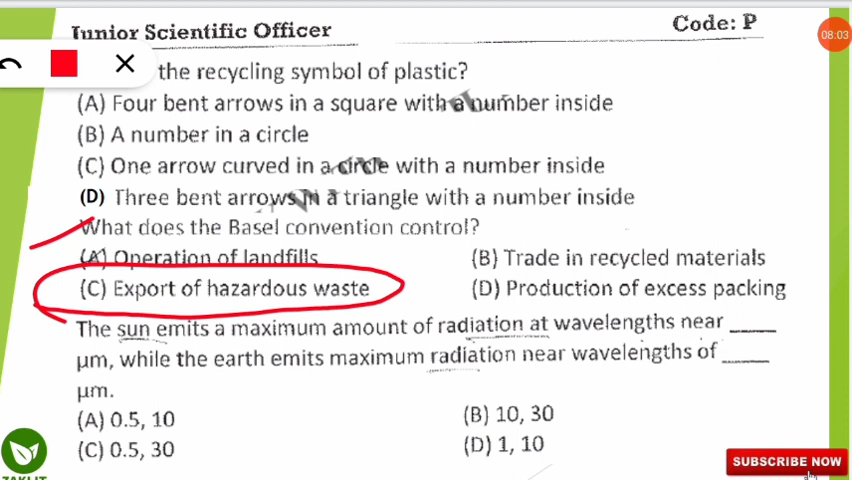 Junior Scientific Officer
Code: P
08:03
the recycling symbol of plastic?
(A) Four bent arrows in a square with a number inside
(B) A number in a circle
(C) One arrow curved in a circle with a number inside
(D) Three bent arrows in a triangle with a number inside
What does the Basel convention control?
(A) Operation of landfills
(B) Trade in recycled materials
(C) Export of hazardous waste
(D) Production of excess packing
The sun emits a maximum amount of radiation at wavelengths near ____
µm, while the earth emits maximum radiation near wavelengths of ____
µm.
(A) 0.5, 10
(B) 10, 30
(C) 0.5, 30
(D) 1, 10
SUBSCRIBE NOW